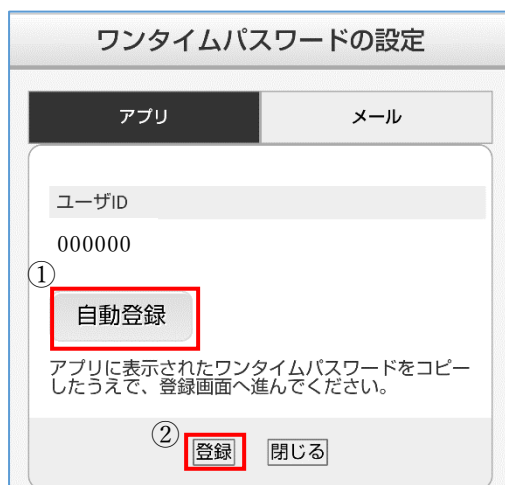 ワンタイムパスワードの設定
アプリ メール
ユーザID
000000
①
自動登録
アプリに表示されたワンタイムパスワードをコピー
したうえで、登録画面へ進んでください。
② 登録 閉じる